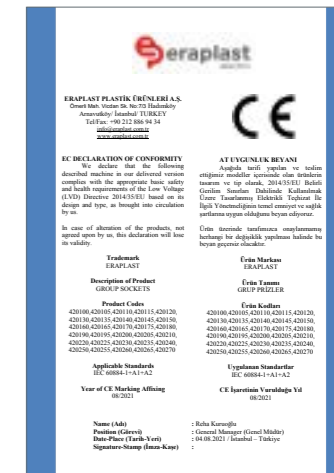 eraplast
ERAPLAST PLASTİK ÜRÜNLERİ A.Ş.
Ömerli Mah. Vicdan Sk. No:7/3 Hadımköy
Arnavutköy/ İstanbul/ TURKEY
Tel/Fax: +90 212 886 94 34
info@eraplast.com.tr
www.eraplast.com.tr
CE
EC DECLARATION OF CONFORMITY
We declare that the following
described machine in our delivered version
complies with the appropriate basic safety
and health requirements of the Low Voltage
(LVD) Directive 2014/35/EU based on its
design and type, as brought into circulation
by us.
In case of alteration of the products, not
agreed upon by us, this declaration will lose
its validity.
Trademark
ERAPLAST
Description of Product
GROUP SOCKETS
Product Codes
420100,420105,420110,420115,420120,
420130,420135,420140,420145,420150,
420160,420165,420170,420175,420180,
420190,420195,420200,420205,420210,
420220,420225,420230,420235,420240,
420250,420255,420260,420265,420270
Applicable Standards
IEC 60884-1+A1+A2
Year of CE Marking Affixing
08/2021
AT UYGUNLUK BEYANI
Aşağıda tarifi yapılan ve teslim
ettiğimiz modeller içerisinde olan ürünlerin
tasarım ve tip olarak, 2014/35/EU Belirli
Gerilim Sınırları Dahilinde Kullanılmak
Üzere Tasarlanmış Elektrikli Teçhizat İle
İlgili Yönetmeliğinin temel emniyet ve sağlık
şartlarına uygun olduğunu beyan ediyoruz.
Ürün üzerinde tarafımızca onaylanmamış
herhangi bir değişiklik yapılması halinde bu
beyan geçersiz olacaktır.
Ürün Markası
ERAPLAST
Ürün Tanımı
GRUP PRİZLER
Ürün Kodları
420100,420105,420110,420115,420120,
420130,420135,420140,420145,420150,
420160,420165,420170,420175,420180,
420190,420195,420200,420205,420210,
420220,420225,420230,420235,420240,
420250,420255,420260,420265,420270
Uygulanan Standartlar
IEC 60884-1+A1+A2
CE İşaretinin Vurulduğu Yıl
08/2021
Name (Adı) : Reha Kuruoğlu
Position (Görevi) : General Manager (Genel Müdür)
Date-Place (Tarih-Yeri) : 04.08.2021 / İstanbul – Türkiye
Signature-Stamp (İmza-Kaşe) :